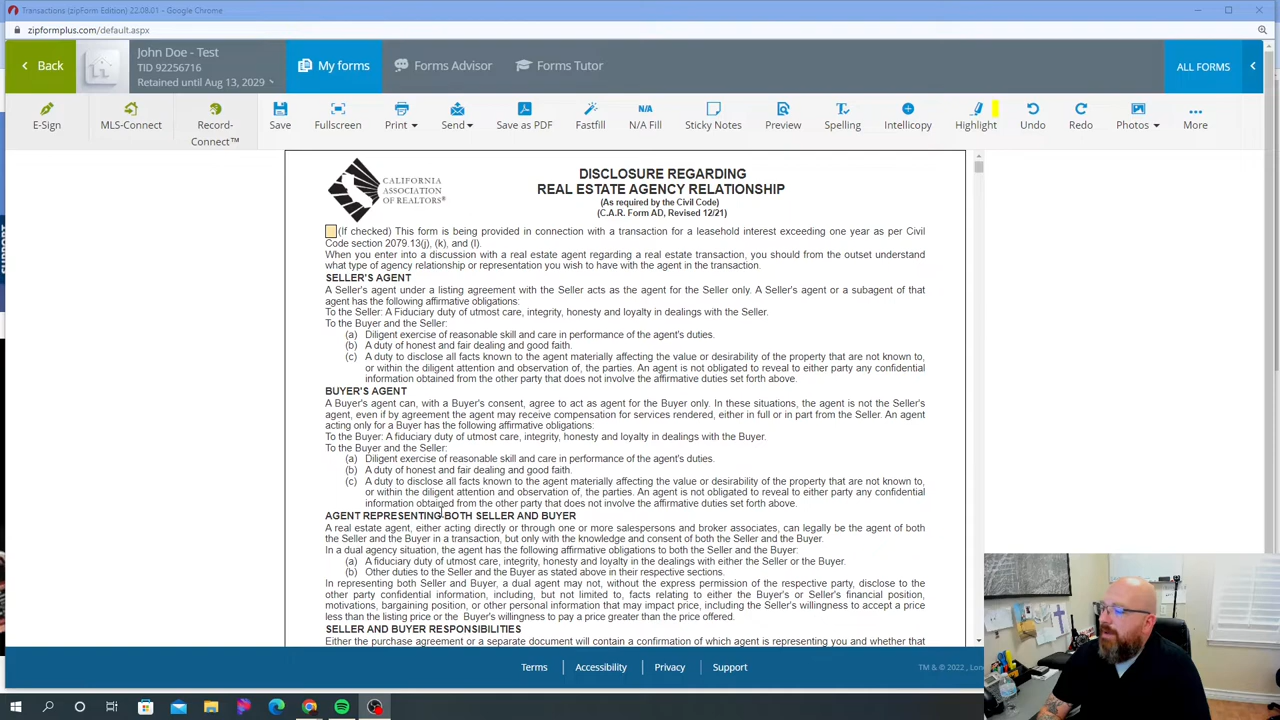 Transactions (zipForm Edition) 22.08.01 - Google Chrome
zipformplus.com/default.aspx
Back
John Doe - Test
TID 92256716
Retained until Aug 13, 2029
My forms
Forms Advisor
Forms Tutor
ALL FORMS
E-Sign
MLS-Connect
Record-
Connect™
Save
Fullscreen
Print
Send
Save as PDF
Fastfill
N/A
N/A Fill
Sticky Notes
Preview
Spelling
Intellicopy
Highlight
Undo
Redo
Photos
More
CALIFORNIA
ASSOCIATION
OF REALTORS®
DISCLOSURE REGARDING
REAL ESTATE AGENCY RELATIONSHIP
(As required by the Civil Code)
(C.A.R. Form AD, Revised 12/21)
(If checked) This form is being provided in connection with a transaction for a leasehold interest exceeding one year as per Civil
Code section 2079.13(j), (k), and (l).
When you enter into a discussion with a real estate agent regarding a real estate transaction, you should from the outset understand
what type of agency relationship or representation you wish to have with the agent in the transaction.
SELLER'S AGENT
A Seller's agent under a listing agreement with the Seller acts as the agent for the Seller only. A Seller's agent or a subagent of that
agent has the following affirmative obligations:
To the Seller: A Fiduciary duty of utmost care, integrity, honesty and loyalty in dealings with the Seller.
To the Buyer and the Seller:
(a) Diligent exercise of reasonable skill and care in performance of the agent's duties.
(b) A duty of honest and fair dealing and good faith.
(c) A duty to disclose all facts known to the agent materially affecting the value or desirability of the property that are not known to,
or within the diligent attention and observation of, the parties. An agent is not obligated to reveal to either party any confidential
information obtained from the other party that does not involve the affirmative duties set forth above.
BUYER'S AGENT
A Buyer's agent can, with a Buyer's consent, agree to act as agent for the Buyer only. In these situations, the agent is not the Seller's
agent, even if by agreement the agent may receive compensation for services rendered, either in full or in part from the Seller. An agent
acting only for a Buyer has the following affirmative obligations:
To the Buyer: A fiduciary duty of utmost care, integrity, honesty and loyalty in dealings with the Buyer.
To the Buyer and the Seller:
(a) Diligent exercise of reasonable skill and care in performance of the agent's duties.
(b) A duty of honest and fair dealing and good faith.
(c) A duty to disclose all facts known to the agent materially affecting the value or desirability of the property that are not known to,
or within the diligent attention and observation of, the parties. An agent is not obligated to reveal to either party any confidential
information obtained from the other party that does not involve the affirmative duties set forth above.
AGENT REPRESENTING BOTH SELLER AND BUYER
A real estate agent, either acting directly or through one or more salespersons and broker associates, can legally be the agent of both
the Seller and the Buyer in a transaction, but only with the knowledge and consent of both the Seller and the Buyer.
In a dual agency situation, the agent has the following affirmative obligations to both the Seller and the Buyer:
(a) A fiduciary duty of utmost care, integrity, honesty and loyalty in the dealings with either the Seller or the Buyer.
(b) Other duties to the Seller and the Buyer as stated above in their respective sections.
In representing both Seller and Buyer, a dual agent may not, without the express permission of the respective party, disclose to the
other party confidential information, including, but not limited to, facts relating to either the Buyer's or Seller's financial position,
motivations, bargaining position, or other personal information that may impact price, including the Seller's willingness to accept a price
less than the listing price or the Buyer's willingness to pay a price greater than the price offered.
SELLER AND BUYER RESPONSIBILITIES
Either the purchase agreement or a separate document will contain a confirmation of which agent is representing you and whether that
Terms
Accessibility
Privacy
Support
TM & © 2022 ,